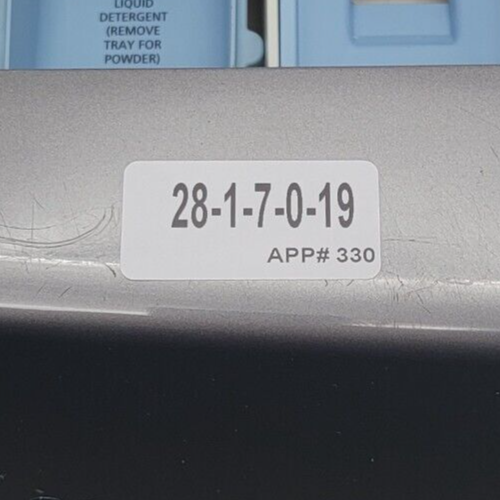 LIQUID
DETERGENT
(REMOVE
TRAY FOR
POWDER)
28-1-7-0-19
APP# 330